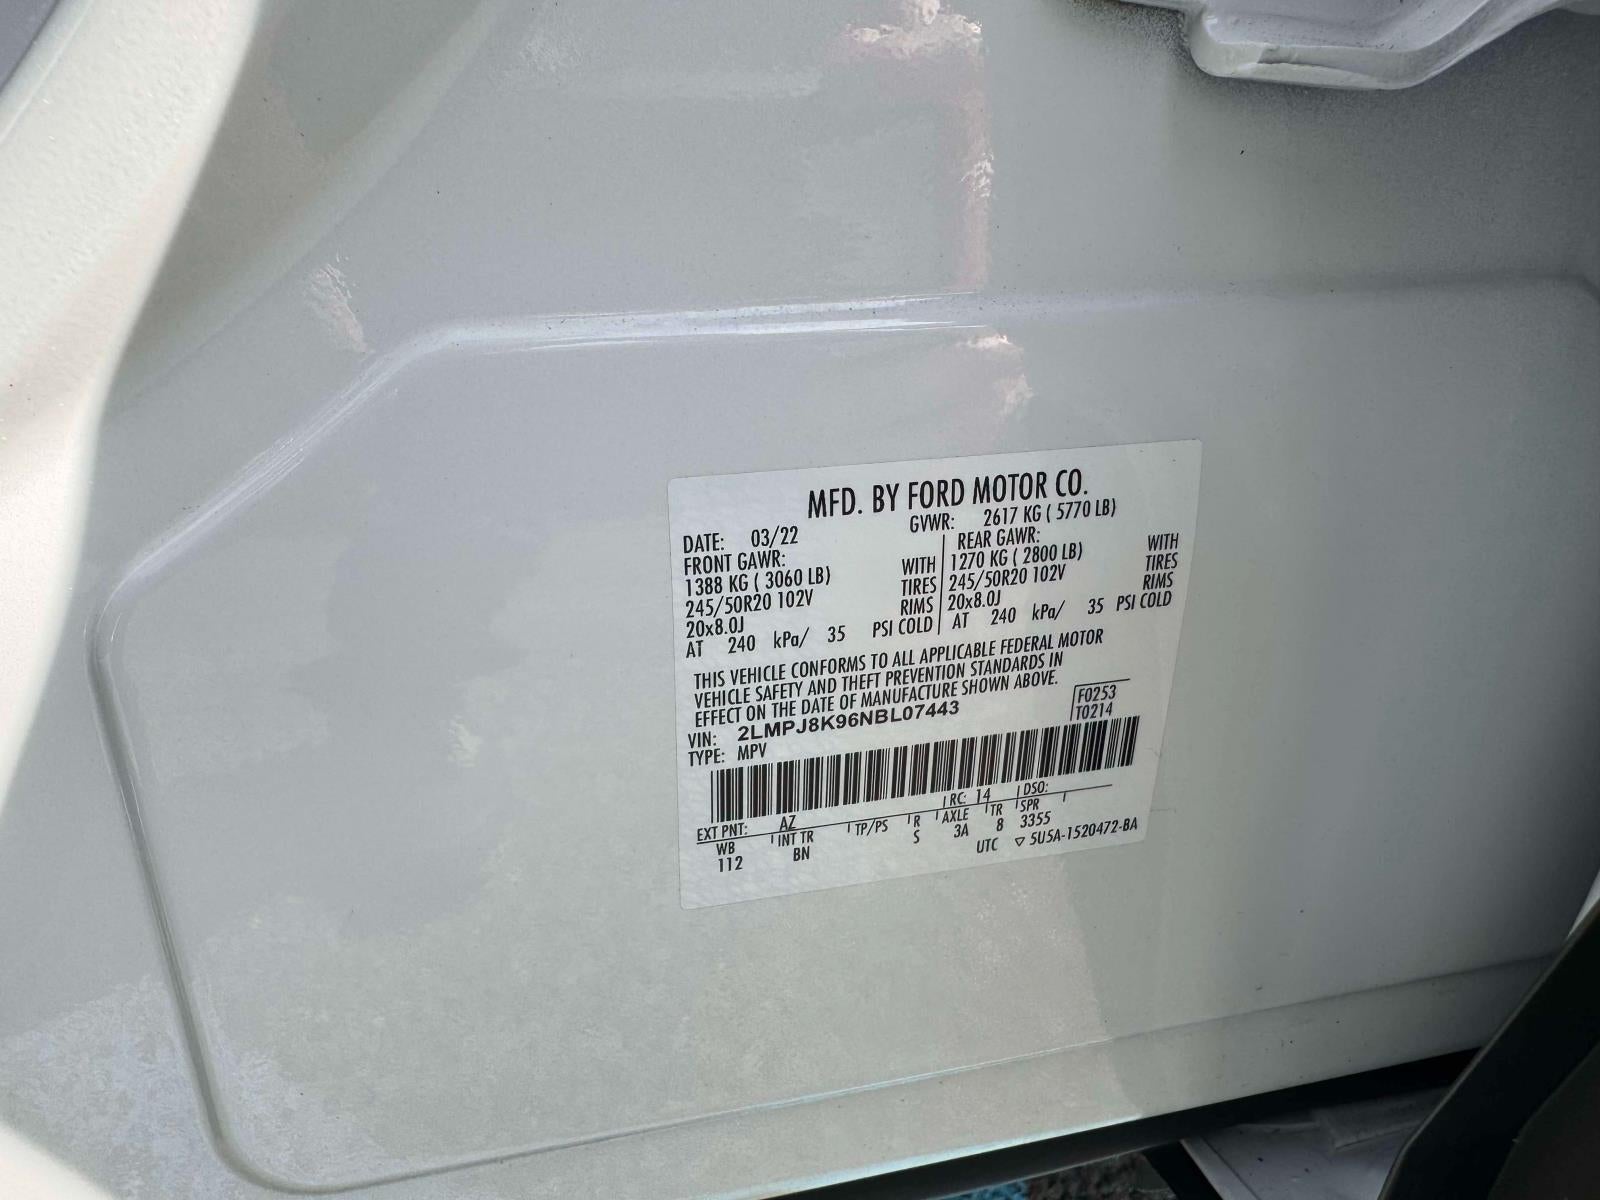 MFD. BY FORD MOTOR CO.
DATE: 03/22 GVWR: 2617 KG ( 5770 LB)
FRONT GAWR: REAR GAWR:
1388 KG ( 3060 LB) WITH 1270 KG ( 2800 LB) WITH
245/50R20 102V TIRES 245/50R20 102V TIRES
20x8.0J RIMS 20x8.0J RIMS
AT 240 kPa/ 35 PSI COLD AT 240 kPa/ 35 PSI COLD
THIS VEHICLE CONFORMS TO ALL APPLICABLE FEDERAL MOTOR
VEHICLE SAFETY AND THEFT PREVENTION STANDARDS IN
EFFECT ON THE DATE OF MANUFACTURE SHOWN ABOVE.
VIN: 2LMPJ8K96NBL07443 F0253
TYPE: MPV T0214
EXT PNT: AZ RC: 14 DSO:
WB INT TR TP/PS R AXLE TR SPR
112 BN S 3A 8 3355
UTC ▽ 5U5A-1520472-BA